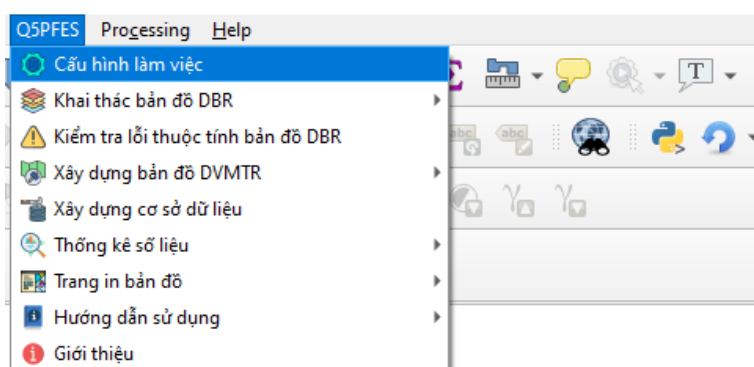 Q5PFES Processing Help
Cấu hình làm việc
Khai thác bản đồ DBR
Kiểm tra lỗi thuộc tính bản đồ DBR
Xây dựng bản đồ DVMTR
Xây dựng cơ sở dữ liệu
Thống kê số liệu
Trang in bản đồ
Hướng dẫn sử dụng
Giới thiệu